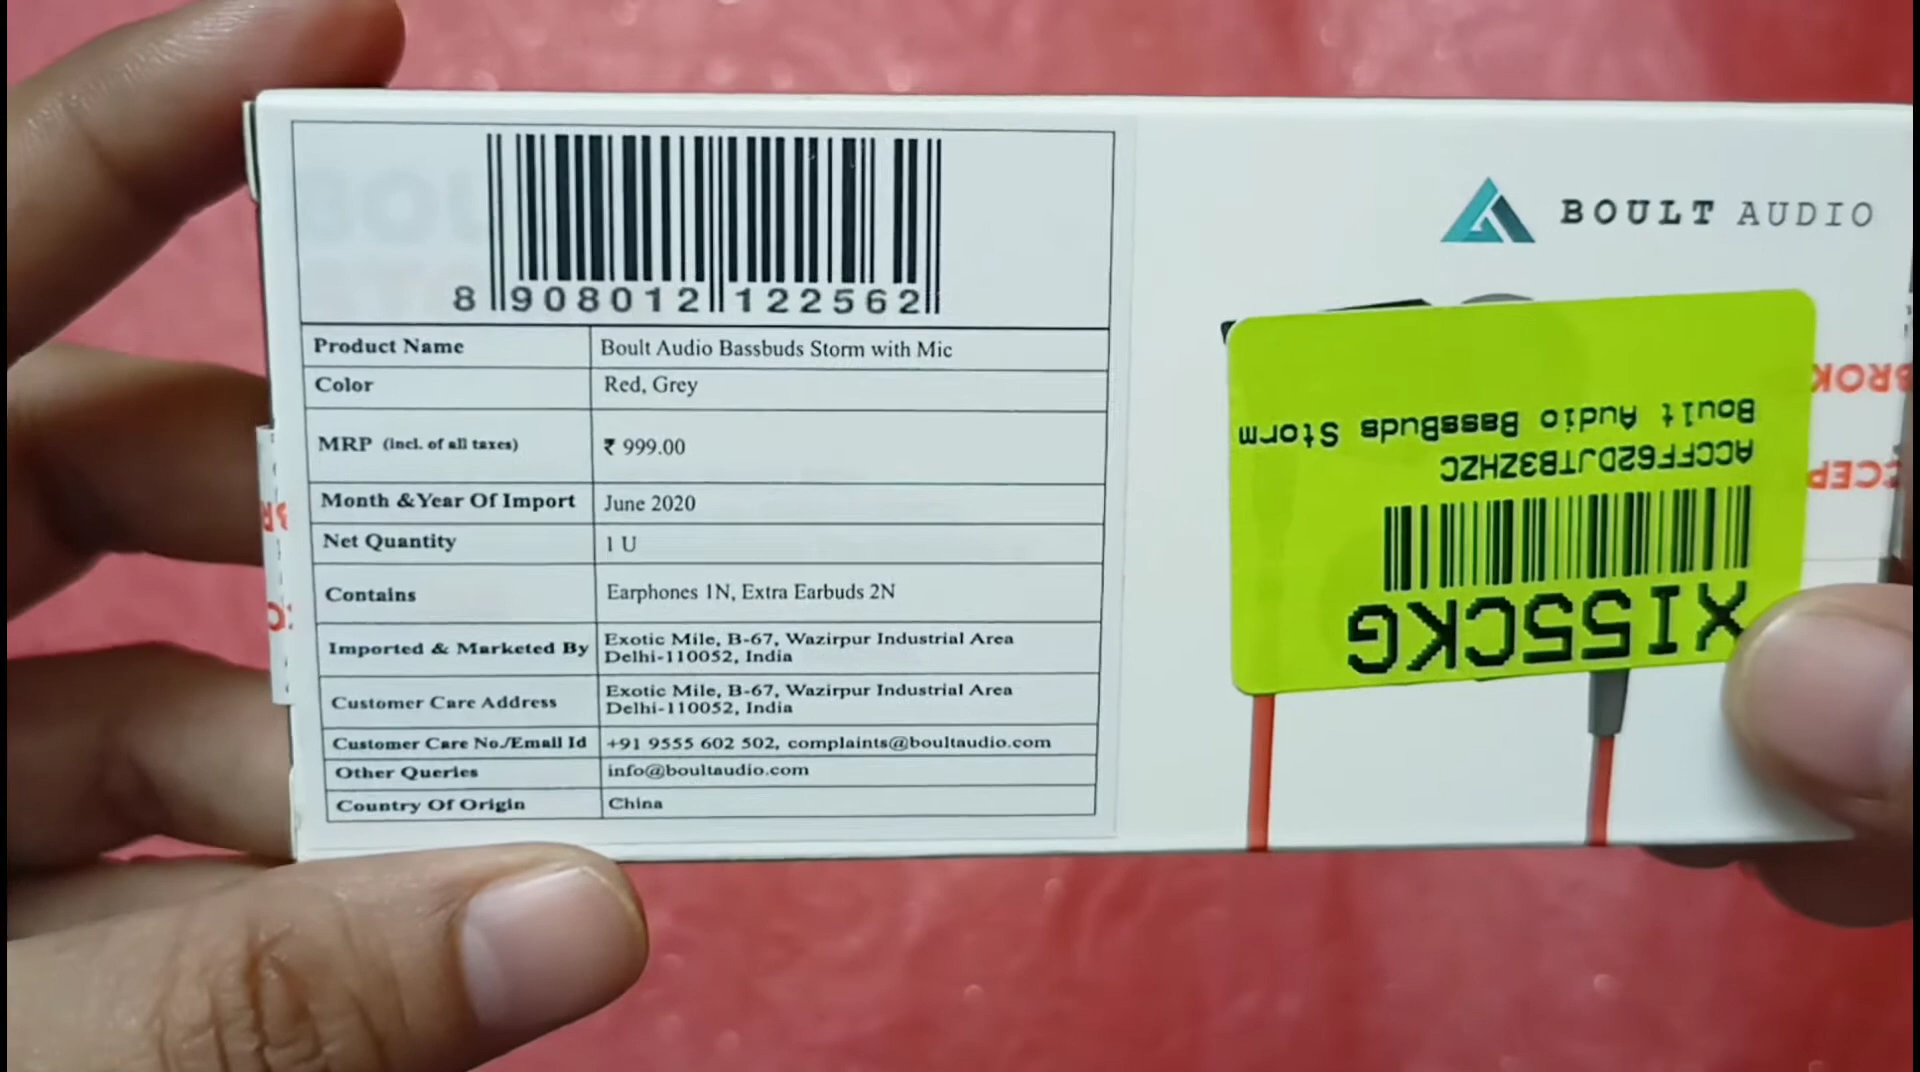 8 908012 122562
Product Name Boult Audio Bassbuds Storm with Mic
Color Red, Grey
MRP (incl. of all taxes) ₹ 999.00
Month &Year Of Import June 2020
Net Quantity 1 U
Contains Earphones 1N, Extra Earbuds 2N
Imported & Marketed By Exotic Mile, B-67, Wazirpur Industrial Area
Delhi-110052, India
Customer Care Address Exotic Mile, B-67, Wazirpur Industrial Area
Delhi-110052, India
Customer Care No./Email Id +91 9555 602 502, complaints@boultaudio.com
Other Queries info@boultaudio.com
Country Of Origin China
BOULT AUDIO
XI55CKG
ACCFF62DJTB3ZHZC
Boult Audio BassBuds Storm